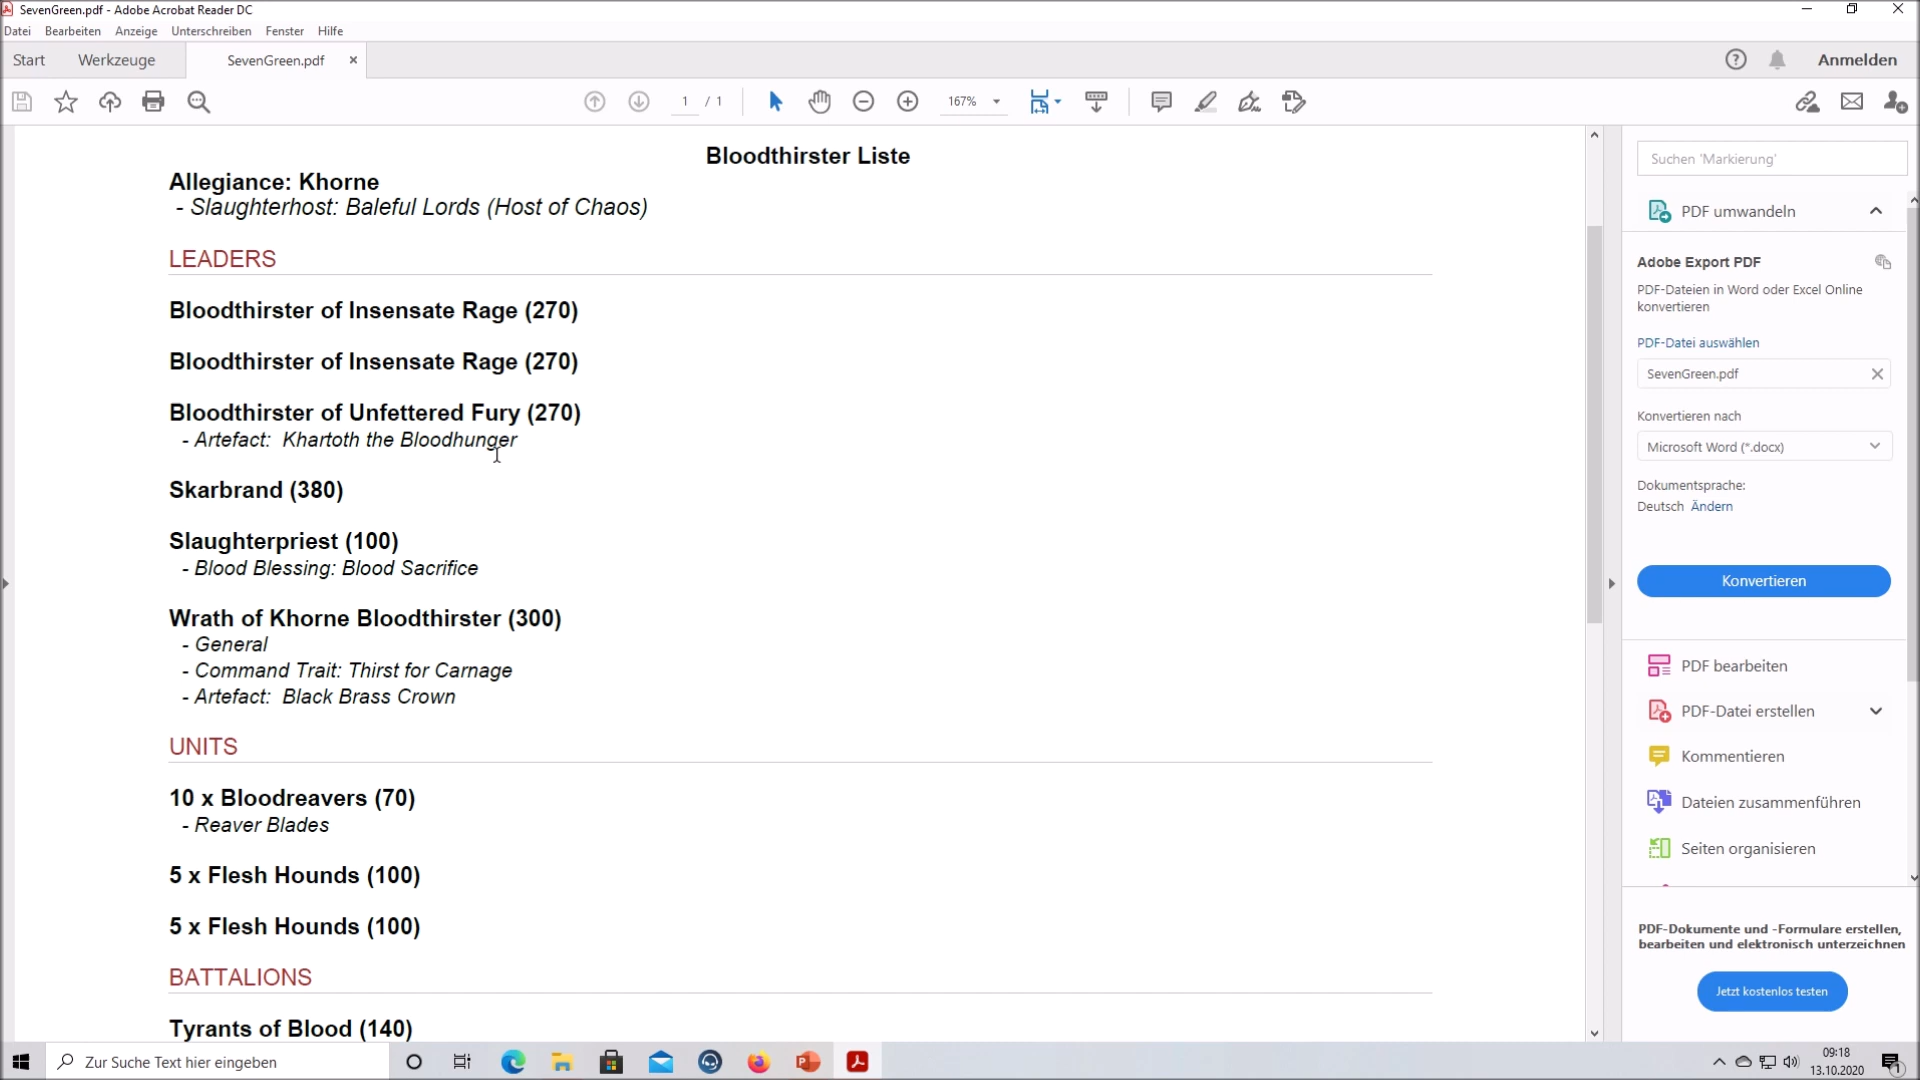 SevenGreen.pdf - Adobe Acrobat Reader DC
Datei Bearbeiten Anzeige Unterschreiben Fenster Hilfe
Start Werkzeuge SevenGreen.pdf Anmelden
1 / 1 167%
Bloodthirster Liste
Allegiance: Khorne
- Slaughterhost: Baleful Lords (Host of Chaos)
LEADERS
Bloodthirster of Insensate Rage (270)
Bloodthirster of Insensate Rage (270)
Bloodthirster of Unfettered Fury (270)
- Artefact: Khartoth the Bloodhunger
Skarbrand (380)
Slaughterpriest (100)
- Blood Blessing: Blood Sacrifice
Wrath of Khorne Bloodthirster (300)
- General
- Command Trait: Thirst for Carnage
- Artefact: Black Brass Crown
UNITS
10 x Bloodreavers (70)
- Reaver Blades
5 x Flesh Hounds (100)
5 x Flesh Hounds (100)
BATTALIONS
Tyrants of Blood (140)
Suchen 'Markierung'
PDF umwandeln
Adobe Export PDF
PDF-Dateien in Word oder Excel Online
konvertieren
PDF-Datei auswählen
SevenGreen.pdf
Konvertieren nach
Microsoft Word (*.docx)
Dokumentsprache:
Deutsch Ändern
Konvertieren
PDF bearbeiten
PDF-Datei erstellen
Kommentieren
Dateien zusammenführen
Seiten organisieren
PDF-Dokumente und -Formulare erstellen,
bearbeiten und elektronisch unterzeichnen
Jetzt kostenlos testen
Zur Suche Text hier eingeben
09:18
13.10.2020
1